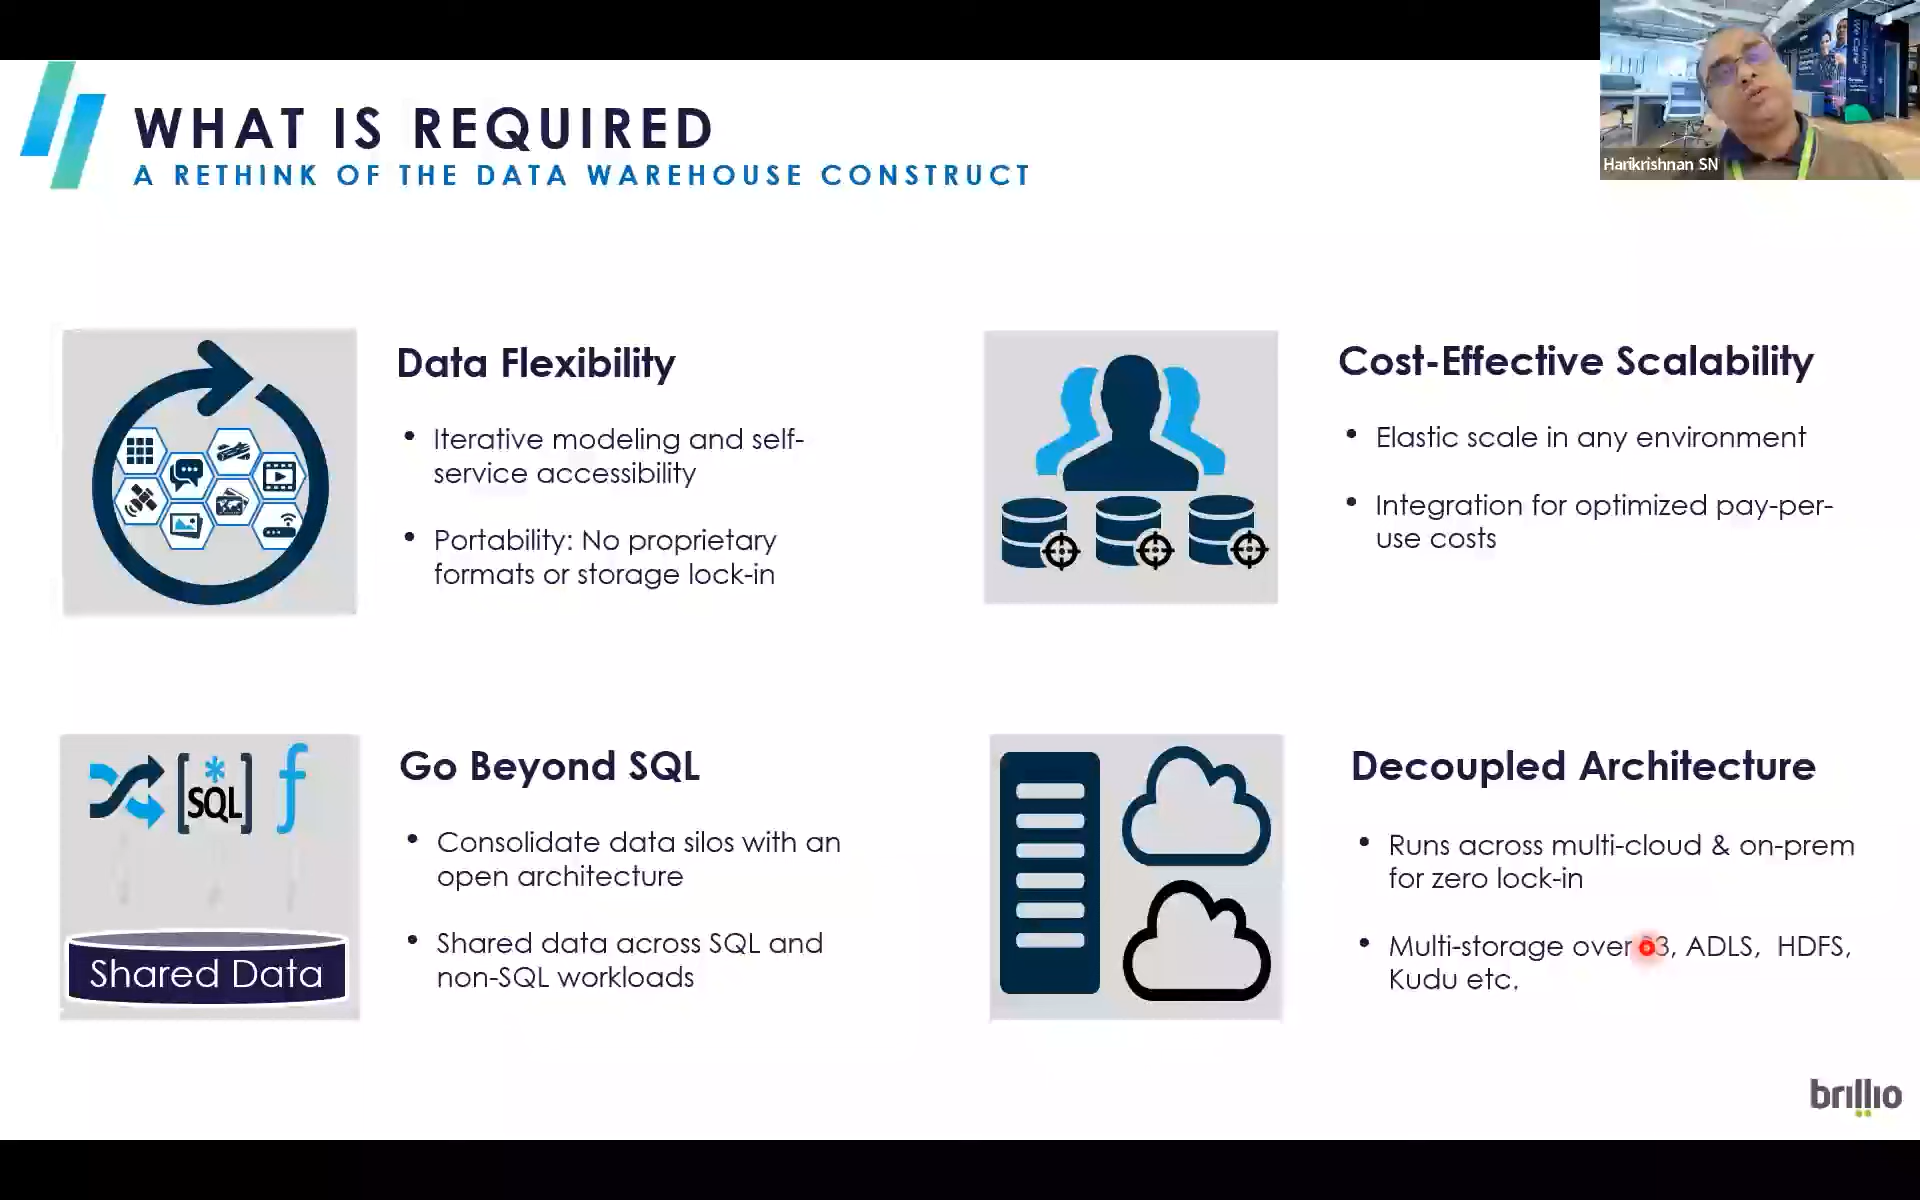 WHAT IS REQUIRED
A RETHINK OF THE DATA WAREHOUSE CONSTRUCT
Harikrishnan SN
We Care
Data Flexibility
• Iterative modeling and self-
service accessibility
• Portability: No proprietary
formats or storage lock-in
Cost-Effective Scalability
• Elastic scale in any environment
• Integration for optimized pay-per-
use costs
[*SQL] f
Shared Data
Go Beyond SQL
• Consolidate data silos with an
open architecture
• Shared data across SQL and
non-SQL workloads
Decoupled Architecture
• Runs across multi-cloud & on-prem
for zero lock-in
• Multi-storage over 3, ADLS, HDFS,
Kudu etc.
brillio